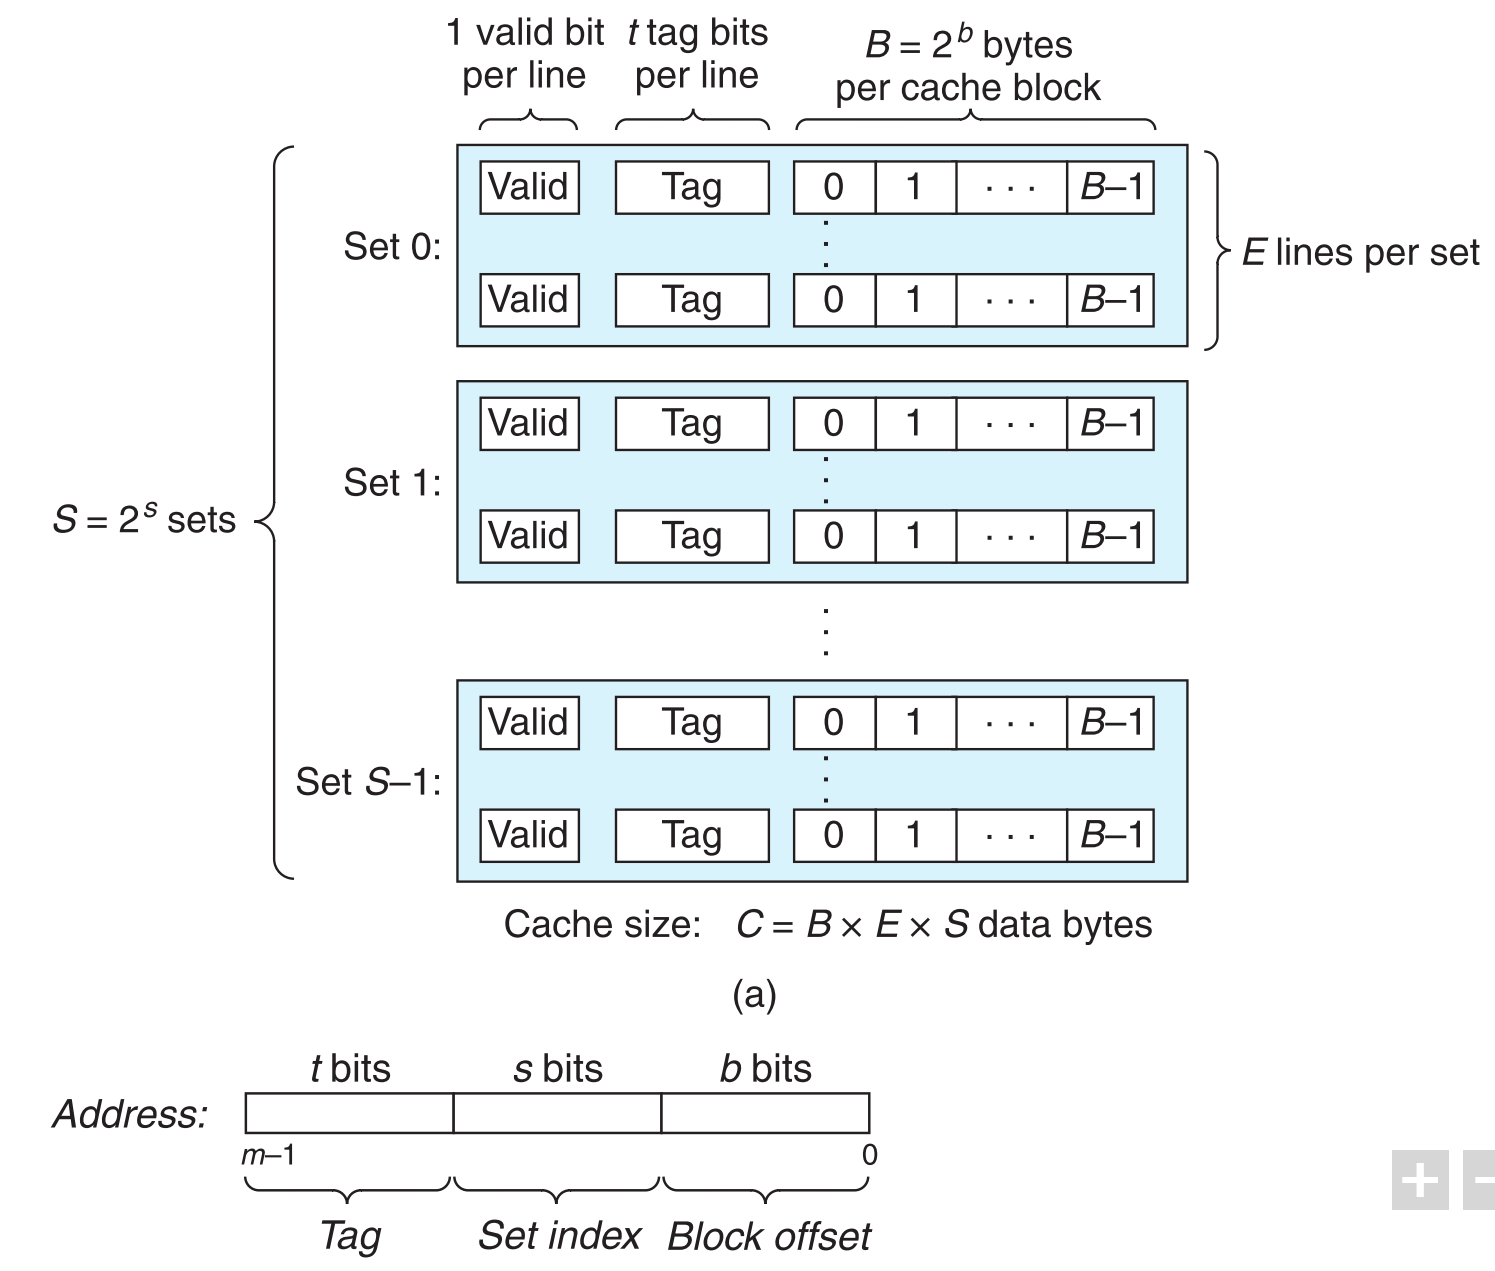 1 valid bit per line
t tag bits per line
B = 2^b bytes per cache block
Valid Tag 0 1 · · · B–1
Set 0:
E lines per set
Valid Tag 0 1 · · · B–1
Valid Tag 0 1 · · · B–1
Set 1:
S = 2^s sets
Valid Tag 0 1 · · · B–1
Valid Tag 0 1 · · · B–1
Set S–1:
Valid Tag 0 1 · · · B–1
Cache size: C = B × E × S data bytes
(a)
t bits s bits b bits
Address:
m–1 0
Tag Set index Block offset